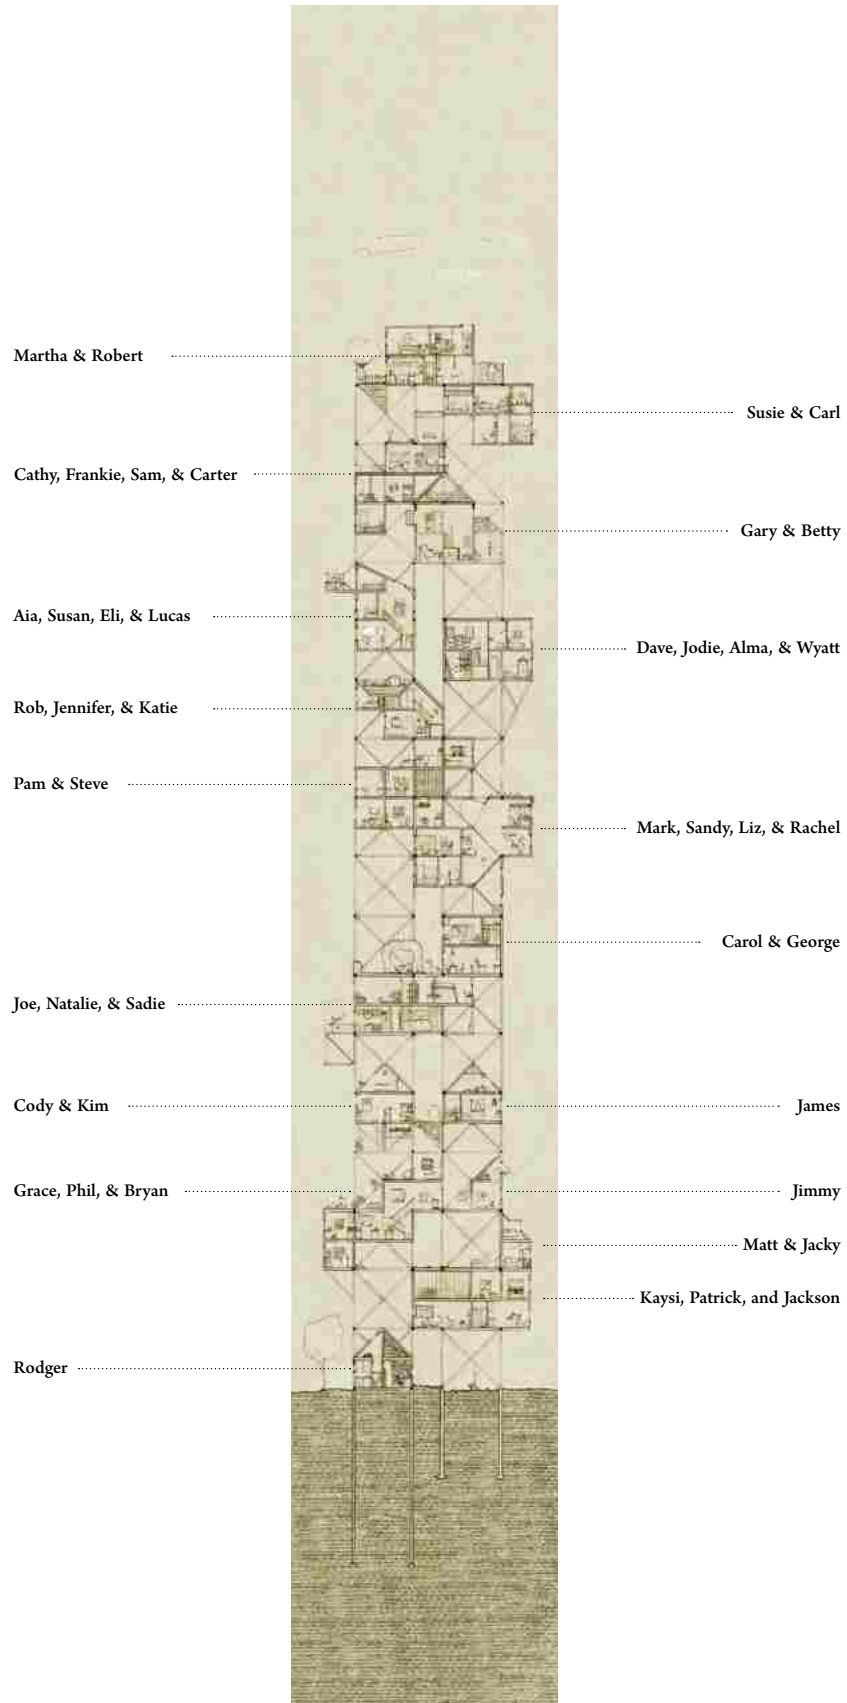 Martha & Robert
Susie & Carl
Cathy, Frankie, Sam, & Carter
Gary & Betty
Aia, Susan, Eli, & Lucas
Dave, Jodie, Alma, & Wyatt
Rob, Jennifer, & Katie
Pam & Steve
Mark, Sandy, Liz, & Rachel
Carol & George
Joe, Natalie, & Sadie
Cody & Kim
James
Grace, Phil, & Bryan
Jimmy
Matt & Jacky
Kaysi, Patrick, and Jackson
Rodger